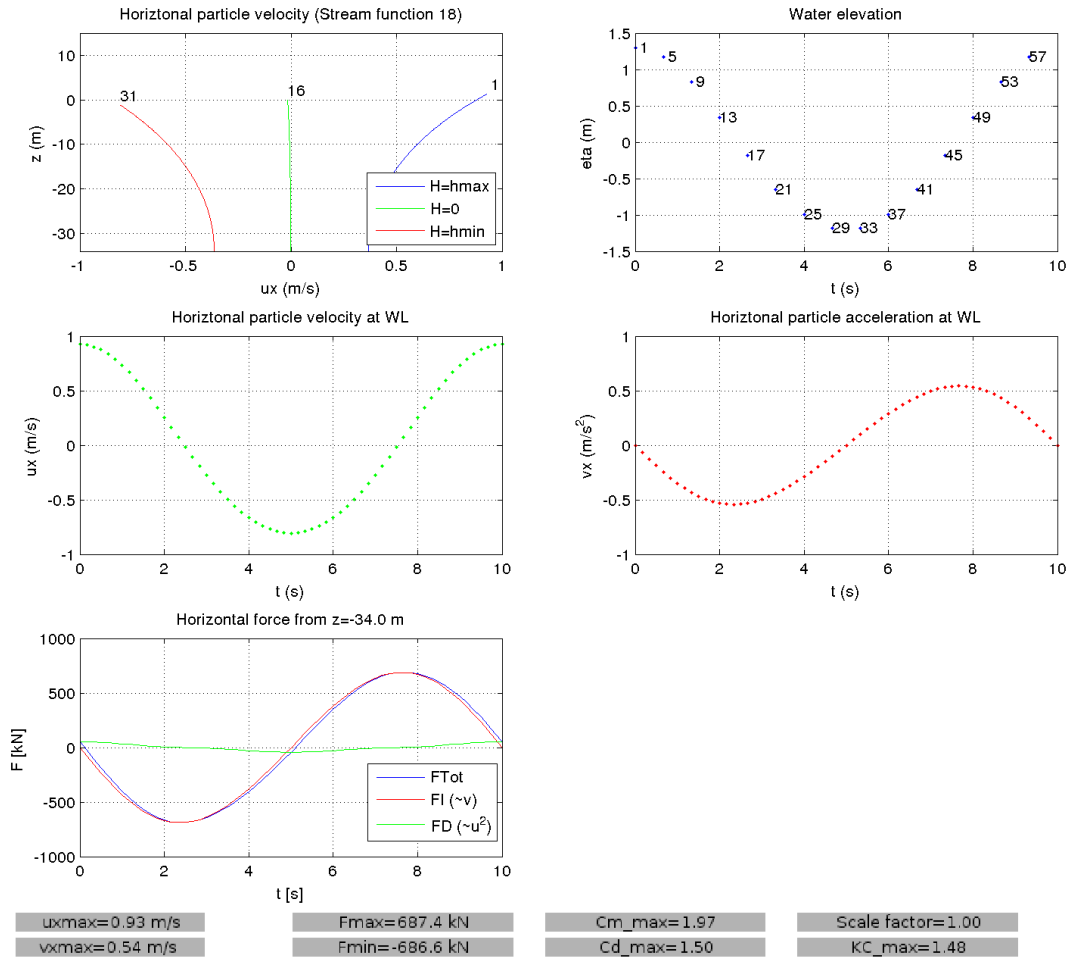 Horiztonal particle velocity (Stream function 18)
10
0
-10
-20
-30
z (m)
31
16
1
H=hmax
H=0
H=hmin
-1
-0.5
0
0.5
1
ux (m/s)
Water elevation
1.5
1
0.5
0
-0.5
-1
-1.5
eta (m)
1
5
9
13
17
21
25
29
33
37
41
45
49
53
57
0
2
4
6
8
10
t (s)
Horiztonal particle velocity at WL
1
0.5
0
-0.5
-1
ux (m/s)
0
2
4
6
8
10
t (s)
Horiztonal particle acceleration at WL
1
0.5
0
-0.5
-1
vx (m/s²)
0
2
4
6
8
10
t (s)
Horizontal force from z=-34.0 m
1000
500
0
-500
-1000
F [kN]
FTot
FI (~v)
FD (~u²)
0
2
4
6
8
10
t [s]
uxmax=0.93 m/s
Fmax=687.4 kN
Cm_max=1.97
Scale factor=1.00
vxmax=0.54 m/s
Fmin=-686.6 kN
Cd_max=1.50
KC_max=1.48